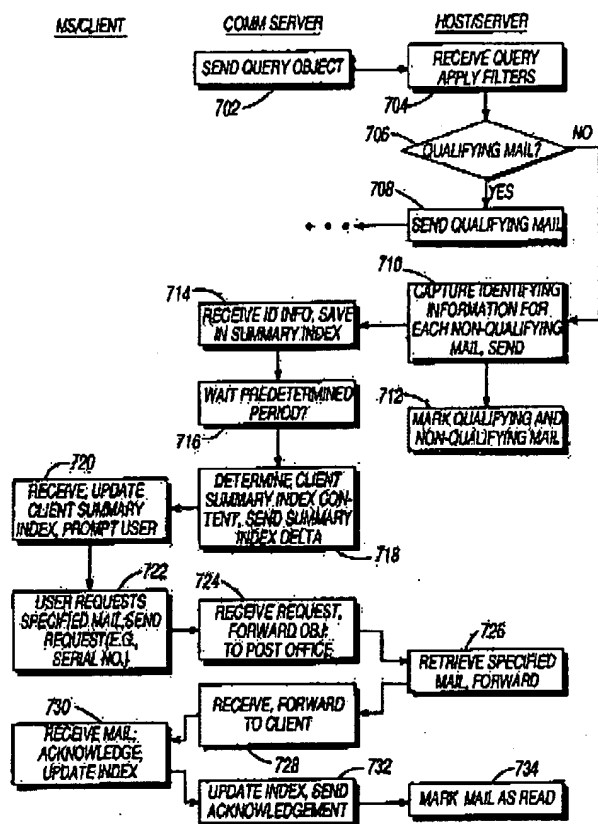 MS/CLIENT
COMM SERVER
HOST/SERVER
SEND QUERY OBJECT
702
RECEIVE QUERY
APPLY FILTERS
704
706
QUALIFYING MAIL?
NO
YES
708
SEND QUALIFYING MAIL
710
CAPTURE IDENTIFYING
INFORMATION FOR
EACH NON-QUALIFYING
MAIL, SEND
714
RECEIVE ID INFO, SAVE
IN SUMMARY INDEX
712
MARK QUALIFYING AND
NON-QUALIFYING MAIL
WAIT PREDETERMINED
PERIOD?
716
DETERMINE CLIENT
SUMMARY INDEX CON-
TENT, SEND SUMMARY
INDEX DELTA
718
720
RECEIVE, UPDATE
CLIENT SUMMARY
INDEX, PROMPT USER
722
USER REQUESTS
SPECIFIED MAIL,SEND
REQUEST(E.G.,
SERIAL NO.)
724
RECEIVE REQUEST,
FORWARD OBJ.
TO POST OFFICE
726
RETRIEVE SPECIFIED
MAIL, FORWARD
RECEIVE, FORWARD
TO CLIENT
728
730
RECEIVE MAIL;
ACKNOWLEDGE,
UPDATE INDEX
732
UPDATE INDEX, SEND
ACKNOWLEDGEMENT
734
MARK MAIL AS READ